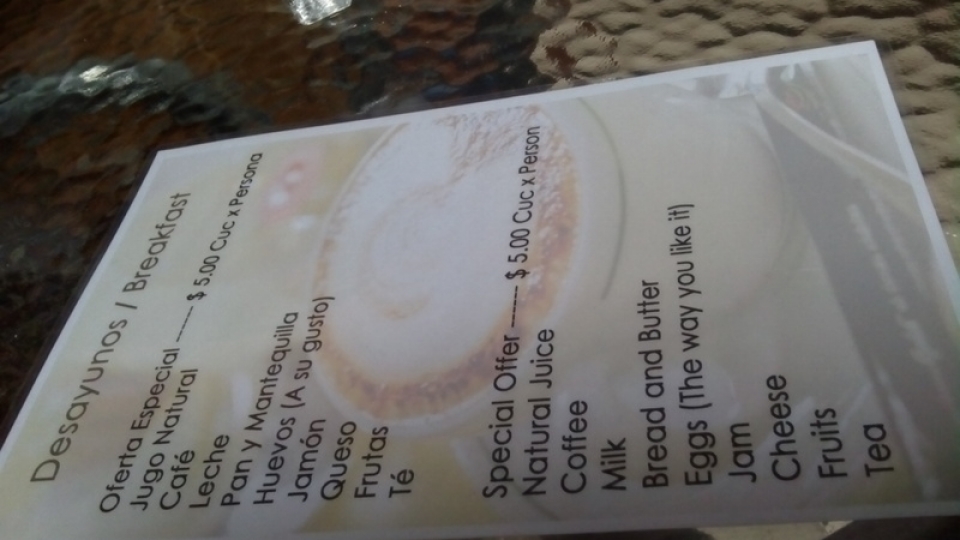 Desayunos / Breakfast
Oferta Especial ------ $ 5.00 Cuc x Persona
Jugo Natural
Café
Leche
Pan y Mantequilla
Huevos (A su gusto)
Jamón
Queso
Frutas
Té
Special Offer ------ $ 5.00 Cuc x Person
Natural Juice
Coffee
Milk
Bread and Butter
Eggs (The way you like it)
Jam
Cheese
Fruits
Tea